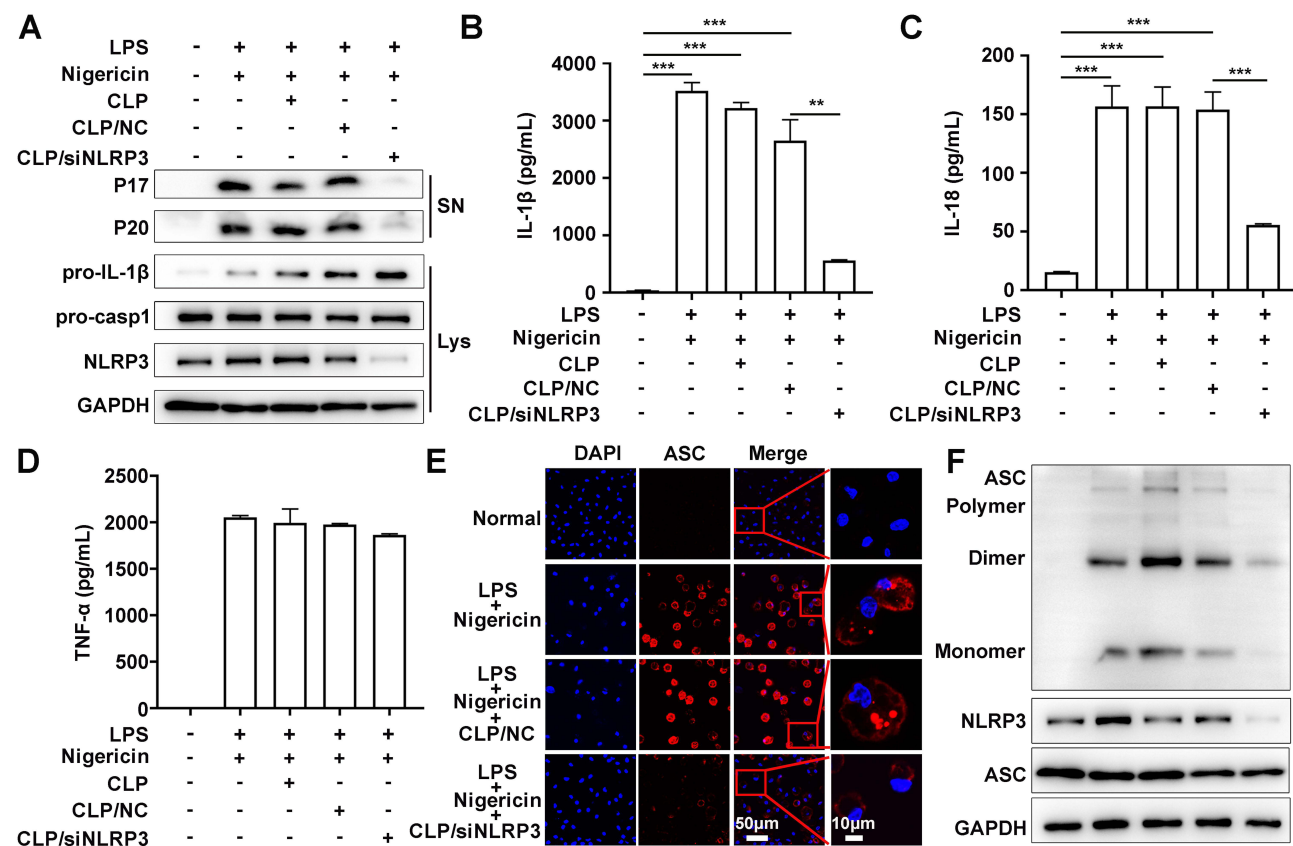 A
LPS - + + + +
Nigericin - + + + +
CLP - - + - -
CLP/NC - - - + -
CLP/siNLRP3 - - - - +
P17
P20
SN
pro-IL-1β
pro-casp1
NLRP3
GAPDH
Lys
B
*** 
***
***
**
IL-1β (pg/mL)
4000
3000
2000
1000
0
LPS - + + + +
Nigericin - + + + +
CLP - - + - -
CLP/NC - - - + -
CLP/siNLRP3 - - - - +
C
***
***
***
***
IL-18 (pg/mL)
200
150
100
50
0
LPS - + + + +
Nigericin - + + + +
CLP - - + - -
CLP/NC - - - + -
CLP/siNLRP3 - - - - +
D
TNF-α (pg/mL)
2500
2000
1500
1000
500
0
LPS - + + + +
Nigericin - + + + +
CLP - - + - -
CLP/NC - - - + -
CLP/siNLRP3 - - - - +
E
DAPI ASC Merge
Normal
LPS
+
Nigericin
LPS
+
Nigericin
+
CLP/NC
LPS
+
Nigericin
+
CLP/siNLRP3
50μm 10μm
F
ASC
Polymer
Dimer
Monomer
NLRP3
ASC
GAPDH